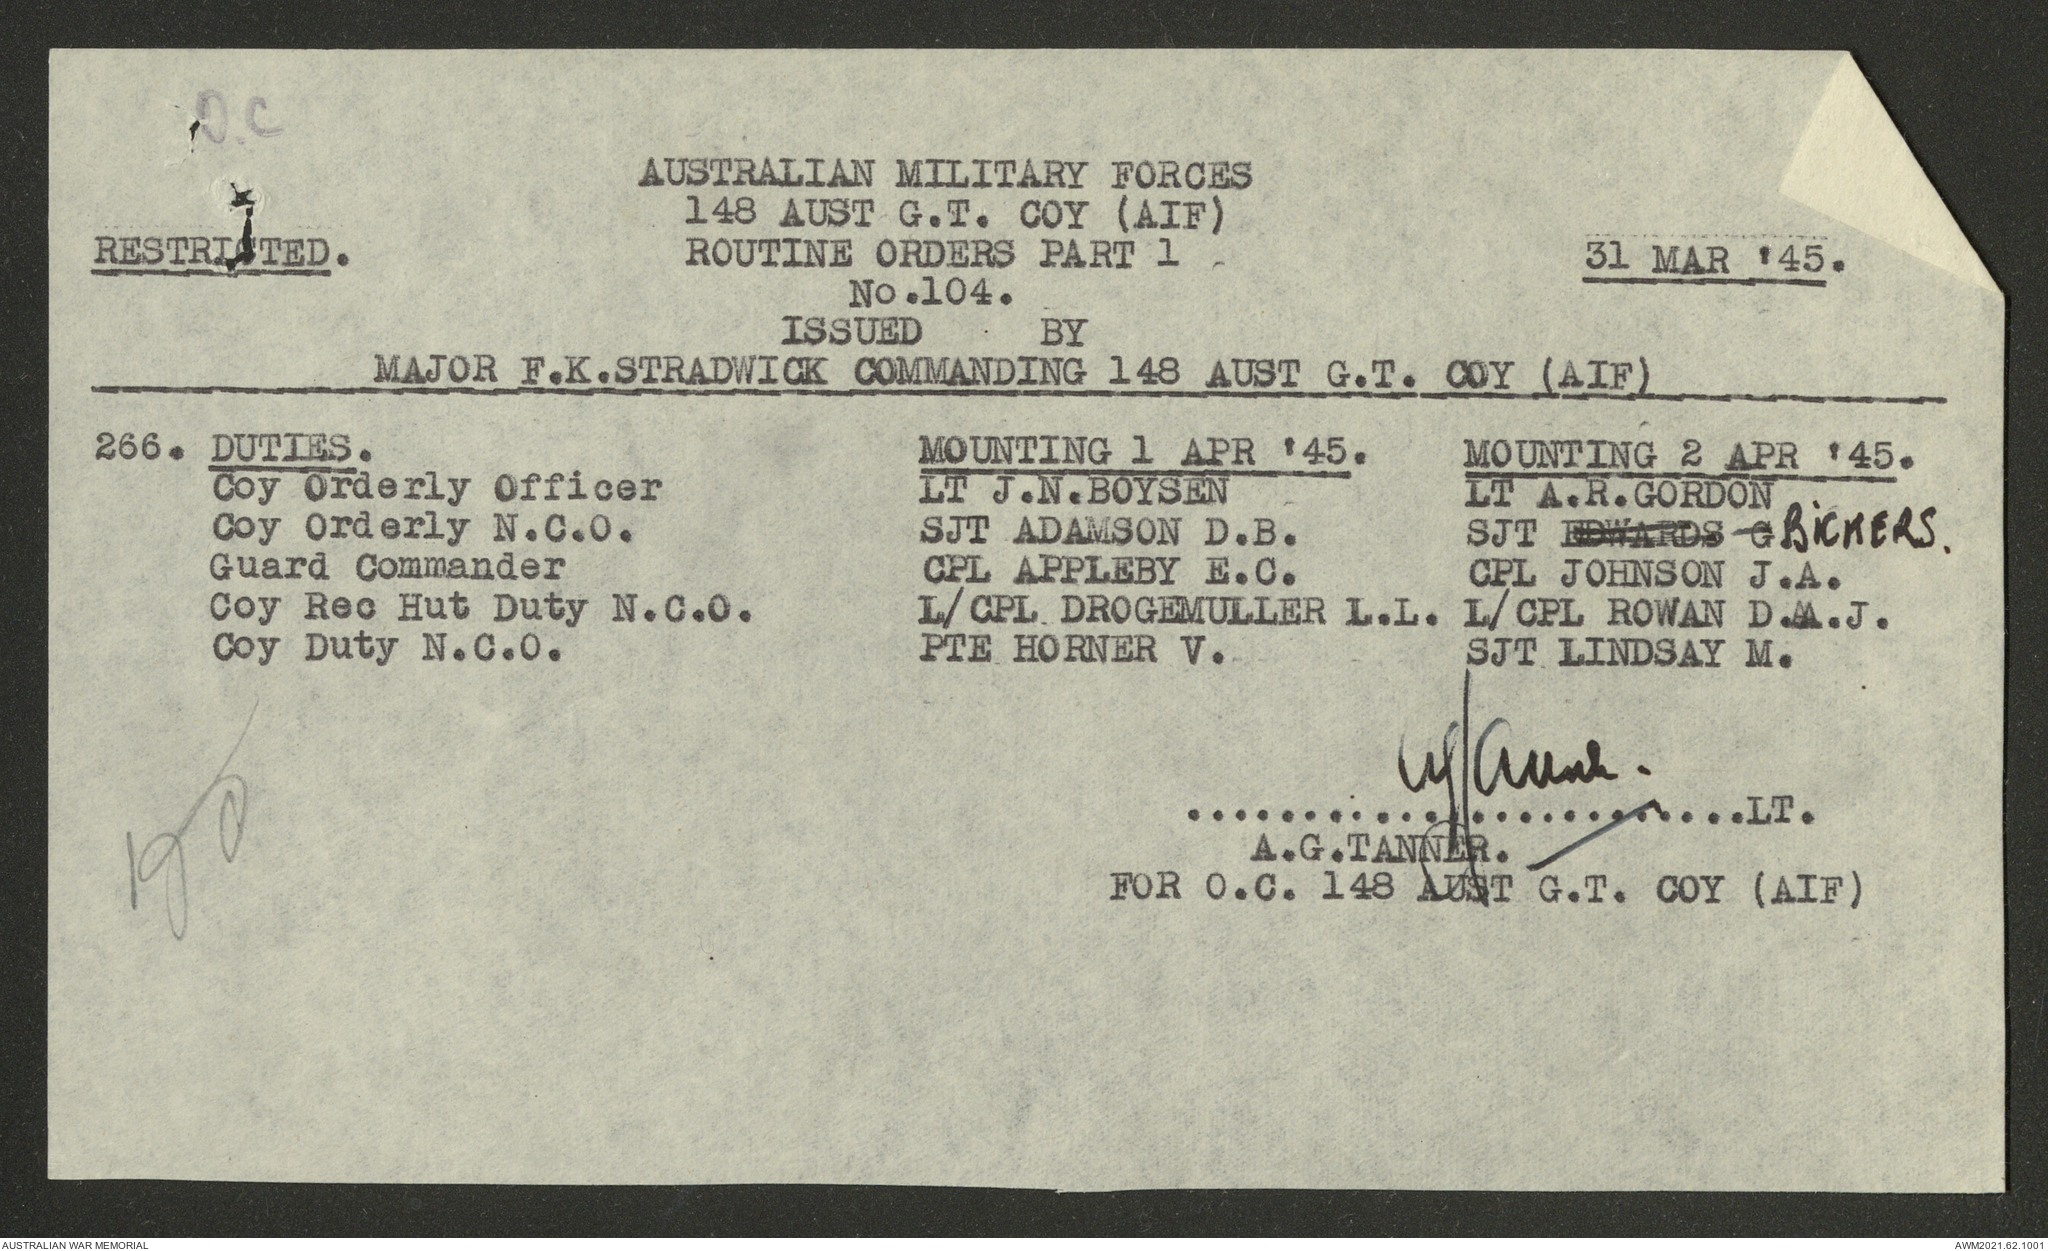 O.C
AUSTRALIAN MILITARY FORCES
148 AUST G.T. COY (AIF)
RESTRICTED. ROUTINE ORDERS PART 1 31 MAR '45.
No.104.
ISSUED BY
MAJOR F.K.STRADWICK COMMANDING 148 AUST G.T. COY (AIF)
266. DUTIES. MOUNTING 1 APR '45. MOUNTING 2 APR '45.
Coy Orderly Officer LT J.N.BOYSEN LT A.R.GORDON
Coy Orderly N.C.O. SJT ADAMSON D.B. SJT EDWARDS G BICKERS.
Guard Commander CPL APPLEBY E.C. CPL JOHNSON J.A.
Coy Rec Hut Duty N.C.O. L/CPL DROGEMULLER L.L. L/CPL ROWAN D.A.J.
Coy Duty N.C.O. PTE HORNER V. SJT LINDSAY M.
........................LT.
A.G.TANNER.
FOR O.C. 148 AUST G.T. COY (AIF)
AUSTRALIAN WAR MEMORIAL AWM2021.62.1001